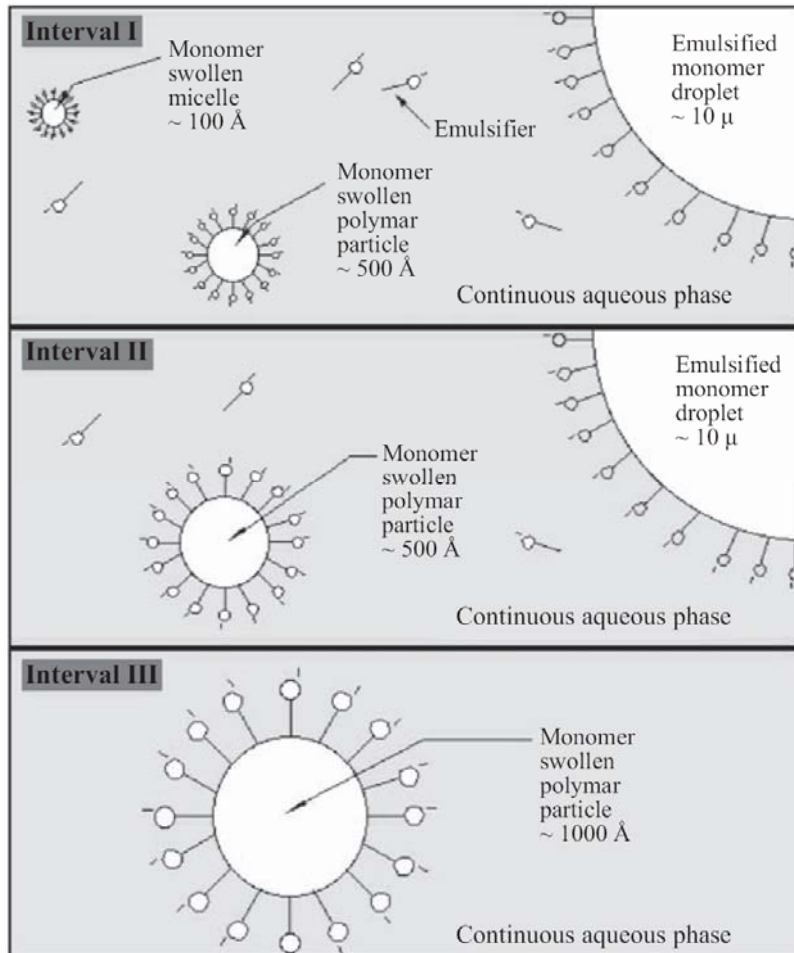 Interval I
Monomer
swollen
micelle
~ 100 Å
Emulsifier
Monomer
swollen
polymar
particle
~ 500 Å
Emulsified
monomer
droplet
~ 10 μ
Continuous aqueous phase
Interval II
Monomer
swollen
polymar
particle
~ 500 Å
Emulsified
monomer
droplet
~ 10 μ
Continuous aqueous phase
Interval III
Monomer
swollen
polymar
particle
~ 1000 Å
Continuous aqueous phase